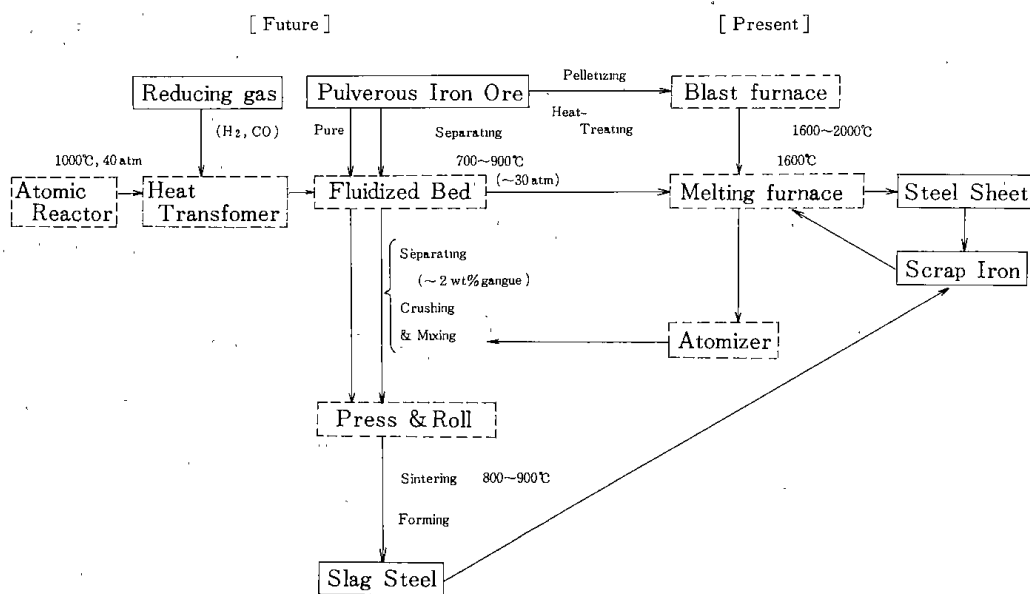 [ Future ]
[ Present ]
Reducing gas
Pulverous Iron Ore
Pelletizing
Blast furnace
(H2, CO)
Pure
Separating
Heat-
Treating
1600~2000℃
1000℃, 40 atm
700~900℃
(~30 atm)
1600℃
Atomic
Reactor
Heat
Transfomer
Fluidized Bed
Melting furnace
Steel Sheet
Separating
(~2 wt% gangue)
Crushing
& Mixing
Scrap Iron
Atomizer
Press & Roll
Sintering 800~900℃
Forming
Slag Steel